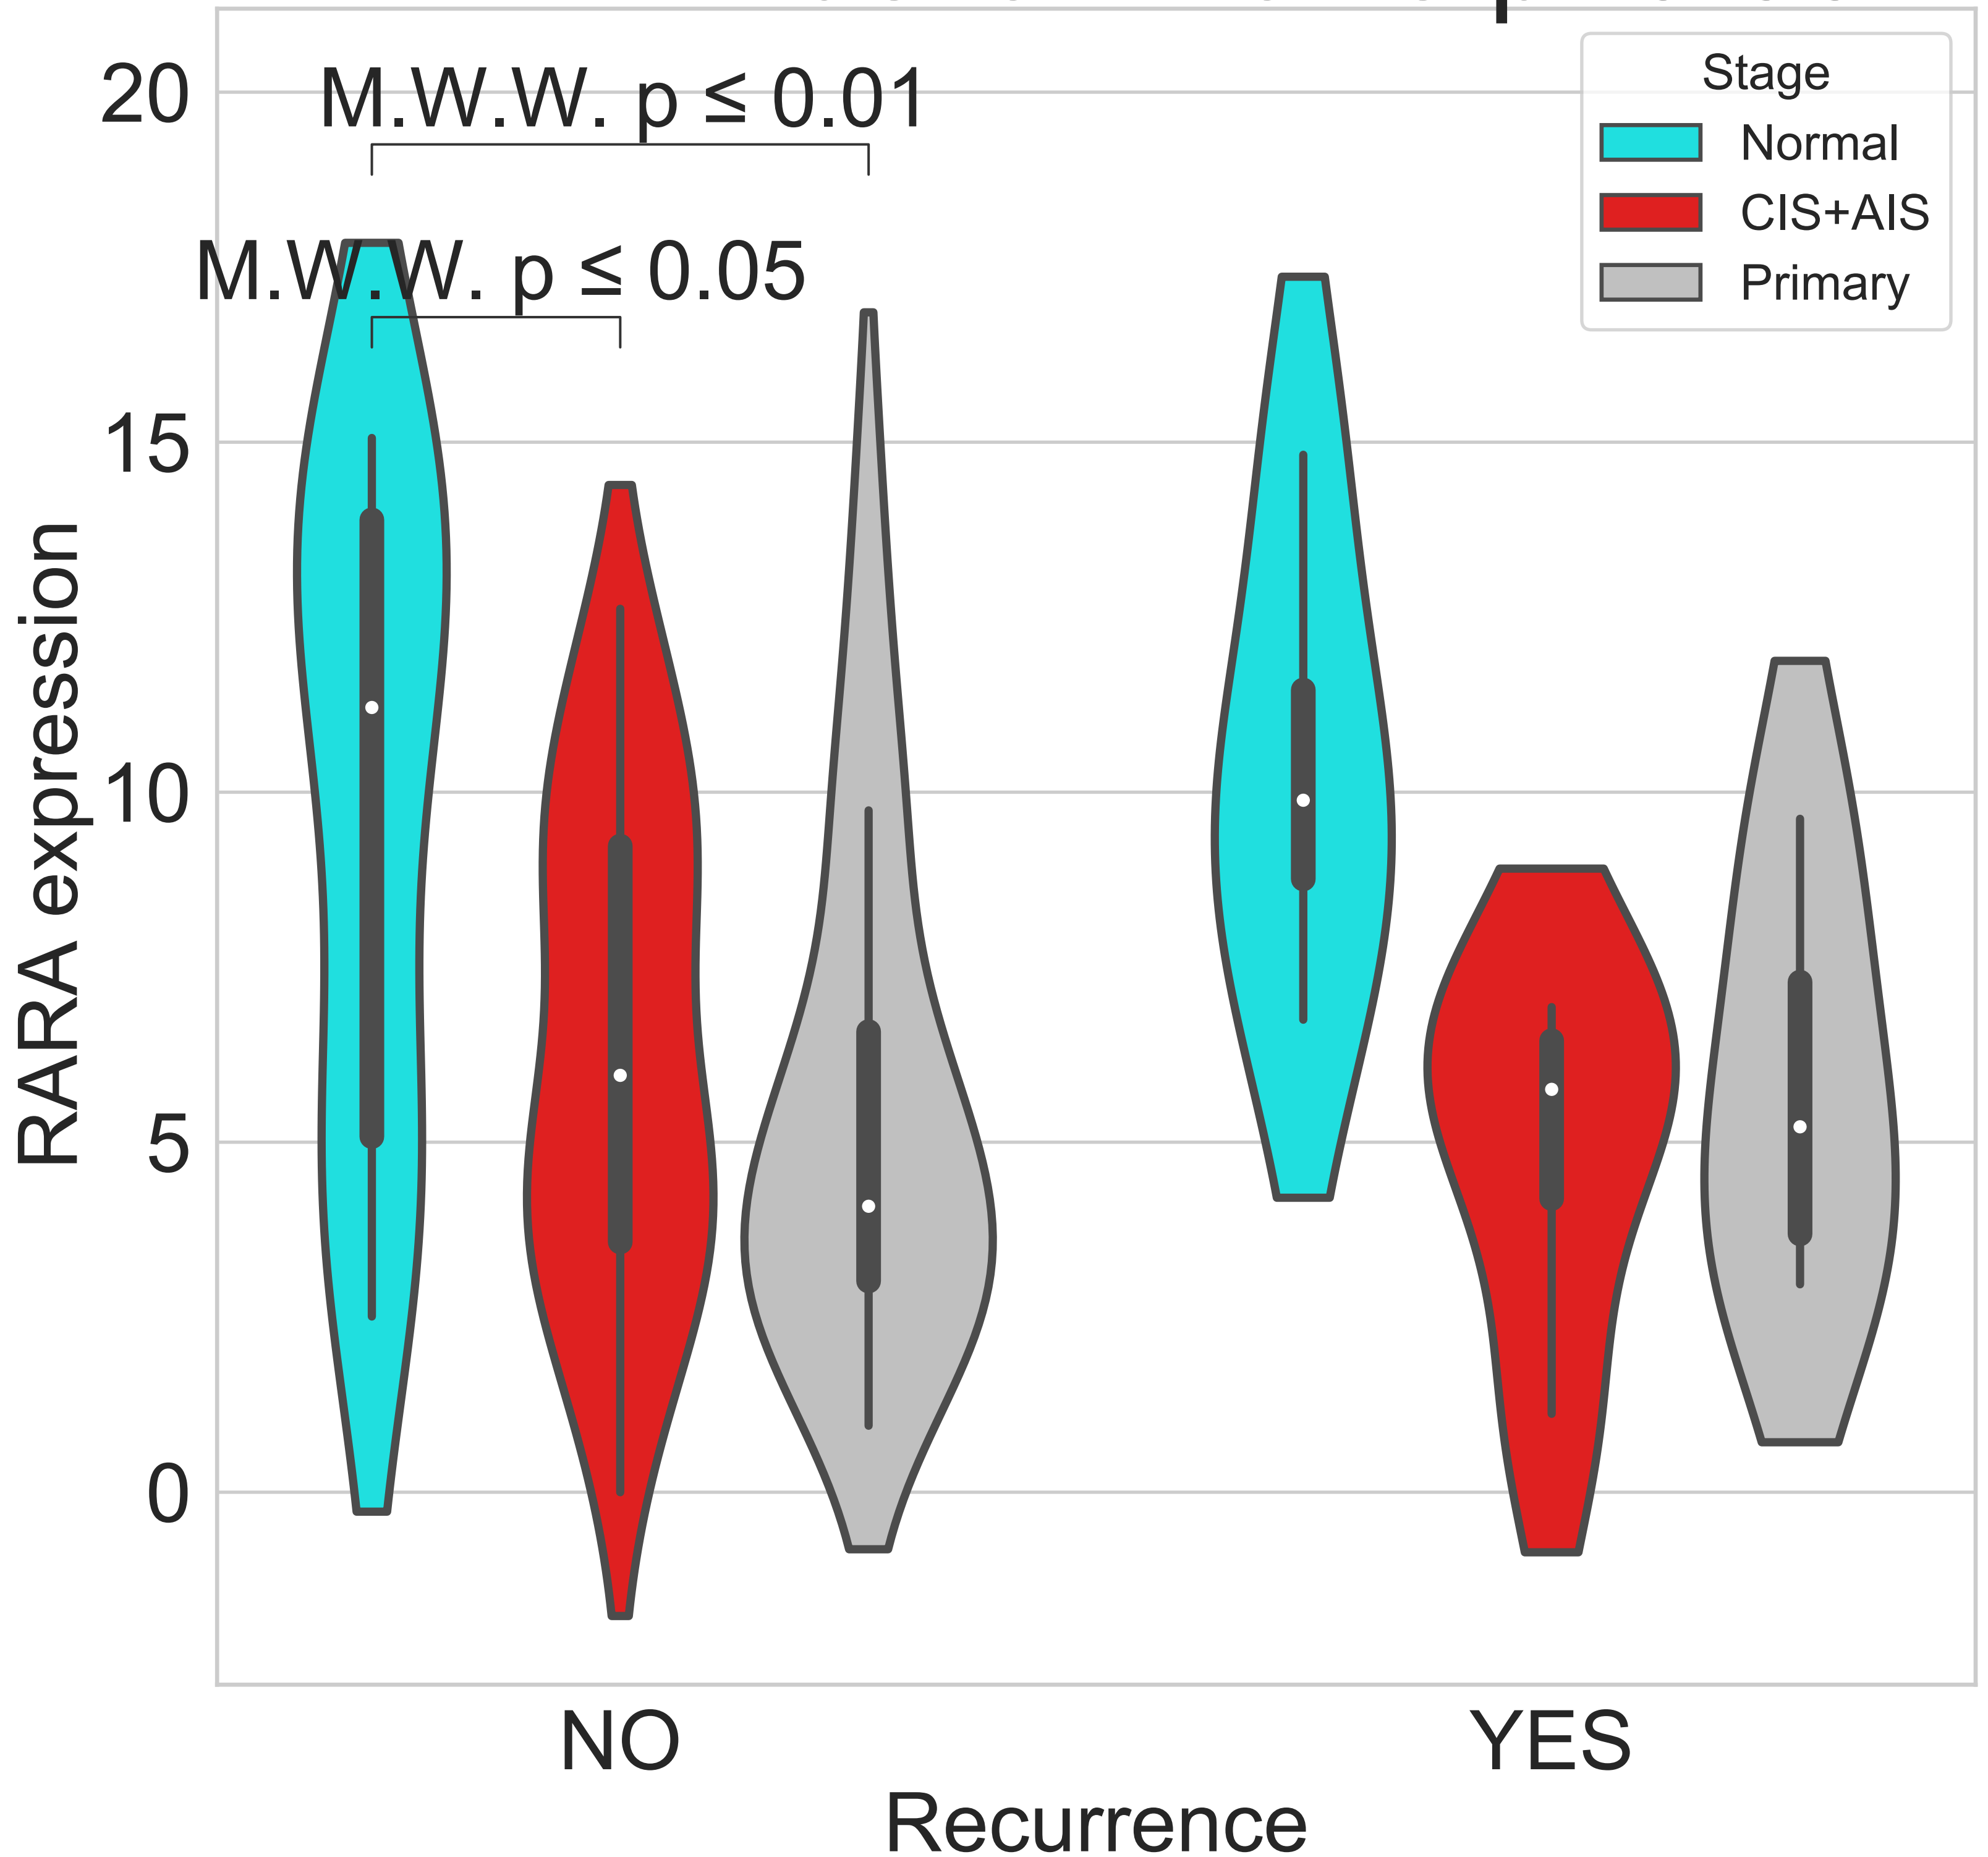 20
M.W.W. p ≤ 0.01
Stage
Normal
CIS+AIS
Primary
M.W.W. p ≤ 0.05
15
10
5
0
RARA expression
NO
YES
Recurrence